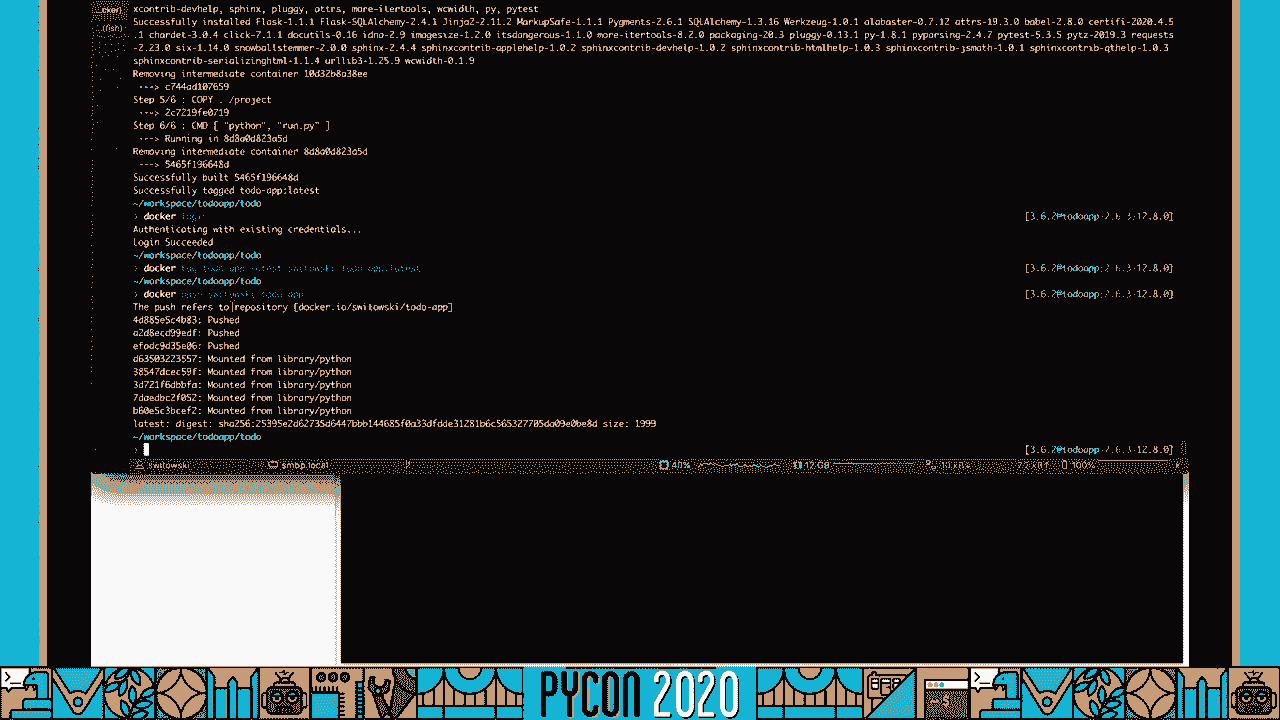 xcontrib-devhelp, sphinx, pluggy, ottrs, more-itertools, wcwidth, py, pytest
Successfully installed Flask-1.1.1 Flask-SQLAlchemy-2.4.1 Jinja2-2.11.2 MarkupSafe-1.1.1 Pygments-2.6.1 SQLAlchemy-1.3.16 Werkzeug-1.0.1 alabaster-0.7.12 attrs-19.3.0 babel-2.8.0 certifi-2020.4.5
.1 chardet-3.0.4 click-7.1.1 docutils-0.16 idna-2.9 imagesize-1.2.0 itsdangerous-1.1.0 more-itertools-8.2.0 packaging-20.3 pluggy-0.13.1 py-1.8.1 pyparsing-2.4.7 pytest-5.3.5 pytz-2019.3 requests
-2.23.0 six-1.14.0 snowballstemmer-2.0.0 sphinx-2.4.4 sphinxcontrib-applehelp-1.0.2 sphinxcontrib-devhelp-1.0.2 sphinxcontrib-htmlhelp-1.0.3 sphinxcontrib-jsmath-1.0.1 sphinxcontrib-qthelp-1.0.3
sphinxcontrib-serializinghtml-1.1.4 urllib3-1.25.9 wcwidth-0.1.9
Removing intermediate container 10d32b8a38ee
---> c744ad107659
Step 5/6 : COPY . /project
---> 2c7219fe0719
Step 6/6 : CMD [ "python", "run.py" ]
---> Running in 8d8a0d823a5d
Removing intermediate container 8d8a0d823a5d
---> 5465f196648d
Successfully built 5465f196648d
Successfully tagged todo-app:latest
~/workspace/todoapp/todo
> docker login [3.6.2@todoapp-2.6.3-12.8.0]
Authenticating with existing credentials...
Login Succeeded
~/workspace/todoapp/todo
> docker tag todo-app:latest switowski/todo-app:latest [3.6.2@todoapp-2.6.3-12.8.0]
~/workspace/todoapp/todo
> docker push switowski/todo-app [3.6.2@todoapp-2.6.3-12.8.0]
The push refers to repository [docker.io/switowski/todo-app]
4d885e5c4b83: Pushed
a2d8ecd99edf: Pushed
efodc9d35e06: Pushed
d63503223557: Mounted from library/python
38547dcec59f: Mounted from library/python
3d721f6dbbfa: Mounted from library/python
7daedbc2f052: Mounted from library/python
b60e5c3bcef2: Mounted from library/python
latest: digest: sha256:25395e2d62735d6447bbb144685f0a33dfdde31281b6c565327705da09e0be8d size: 1999
~/workspace/todoapp/todo
> [3.6.2@todoapp-2.6.3-12.8.0]
switowski smbp.local 40% 12 GB 100%
PYCON 2020